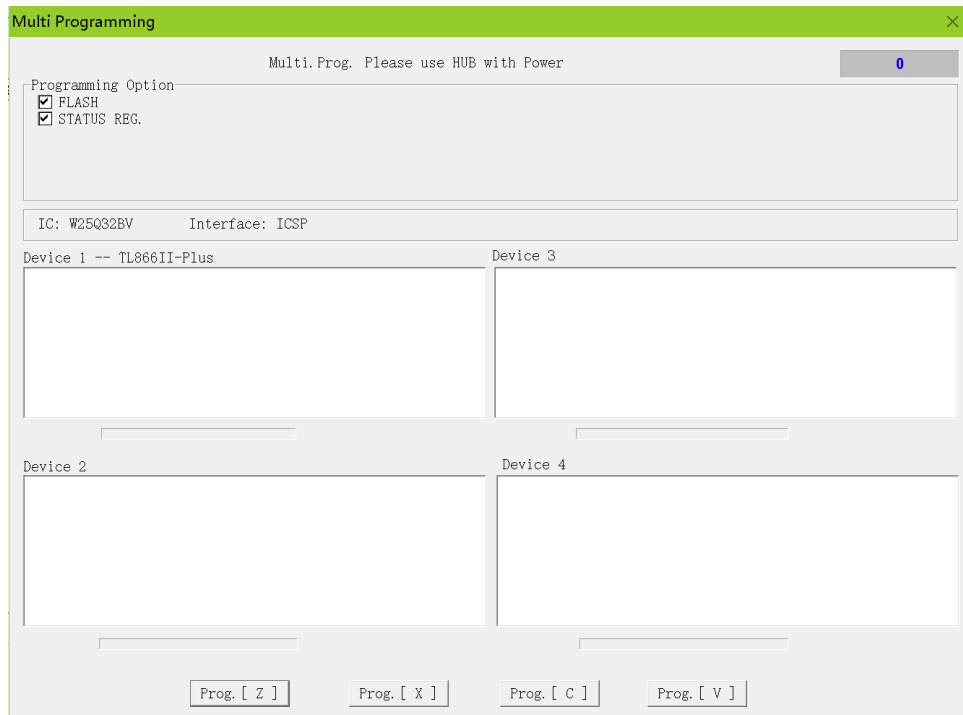 Multi Programming
Multi.Prog. Please use HUB with Power
0
Programming Option
FLASH
STATUS REG.
IC: W25Q32BV Interface: ICSP
Device 1 -- TL866II-Plus
Device 3
Device 2
Device 4
Prog.[ Z ] Prog.[ X ] Prog.[ C ] Prog.[ V ]